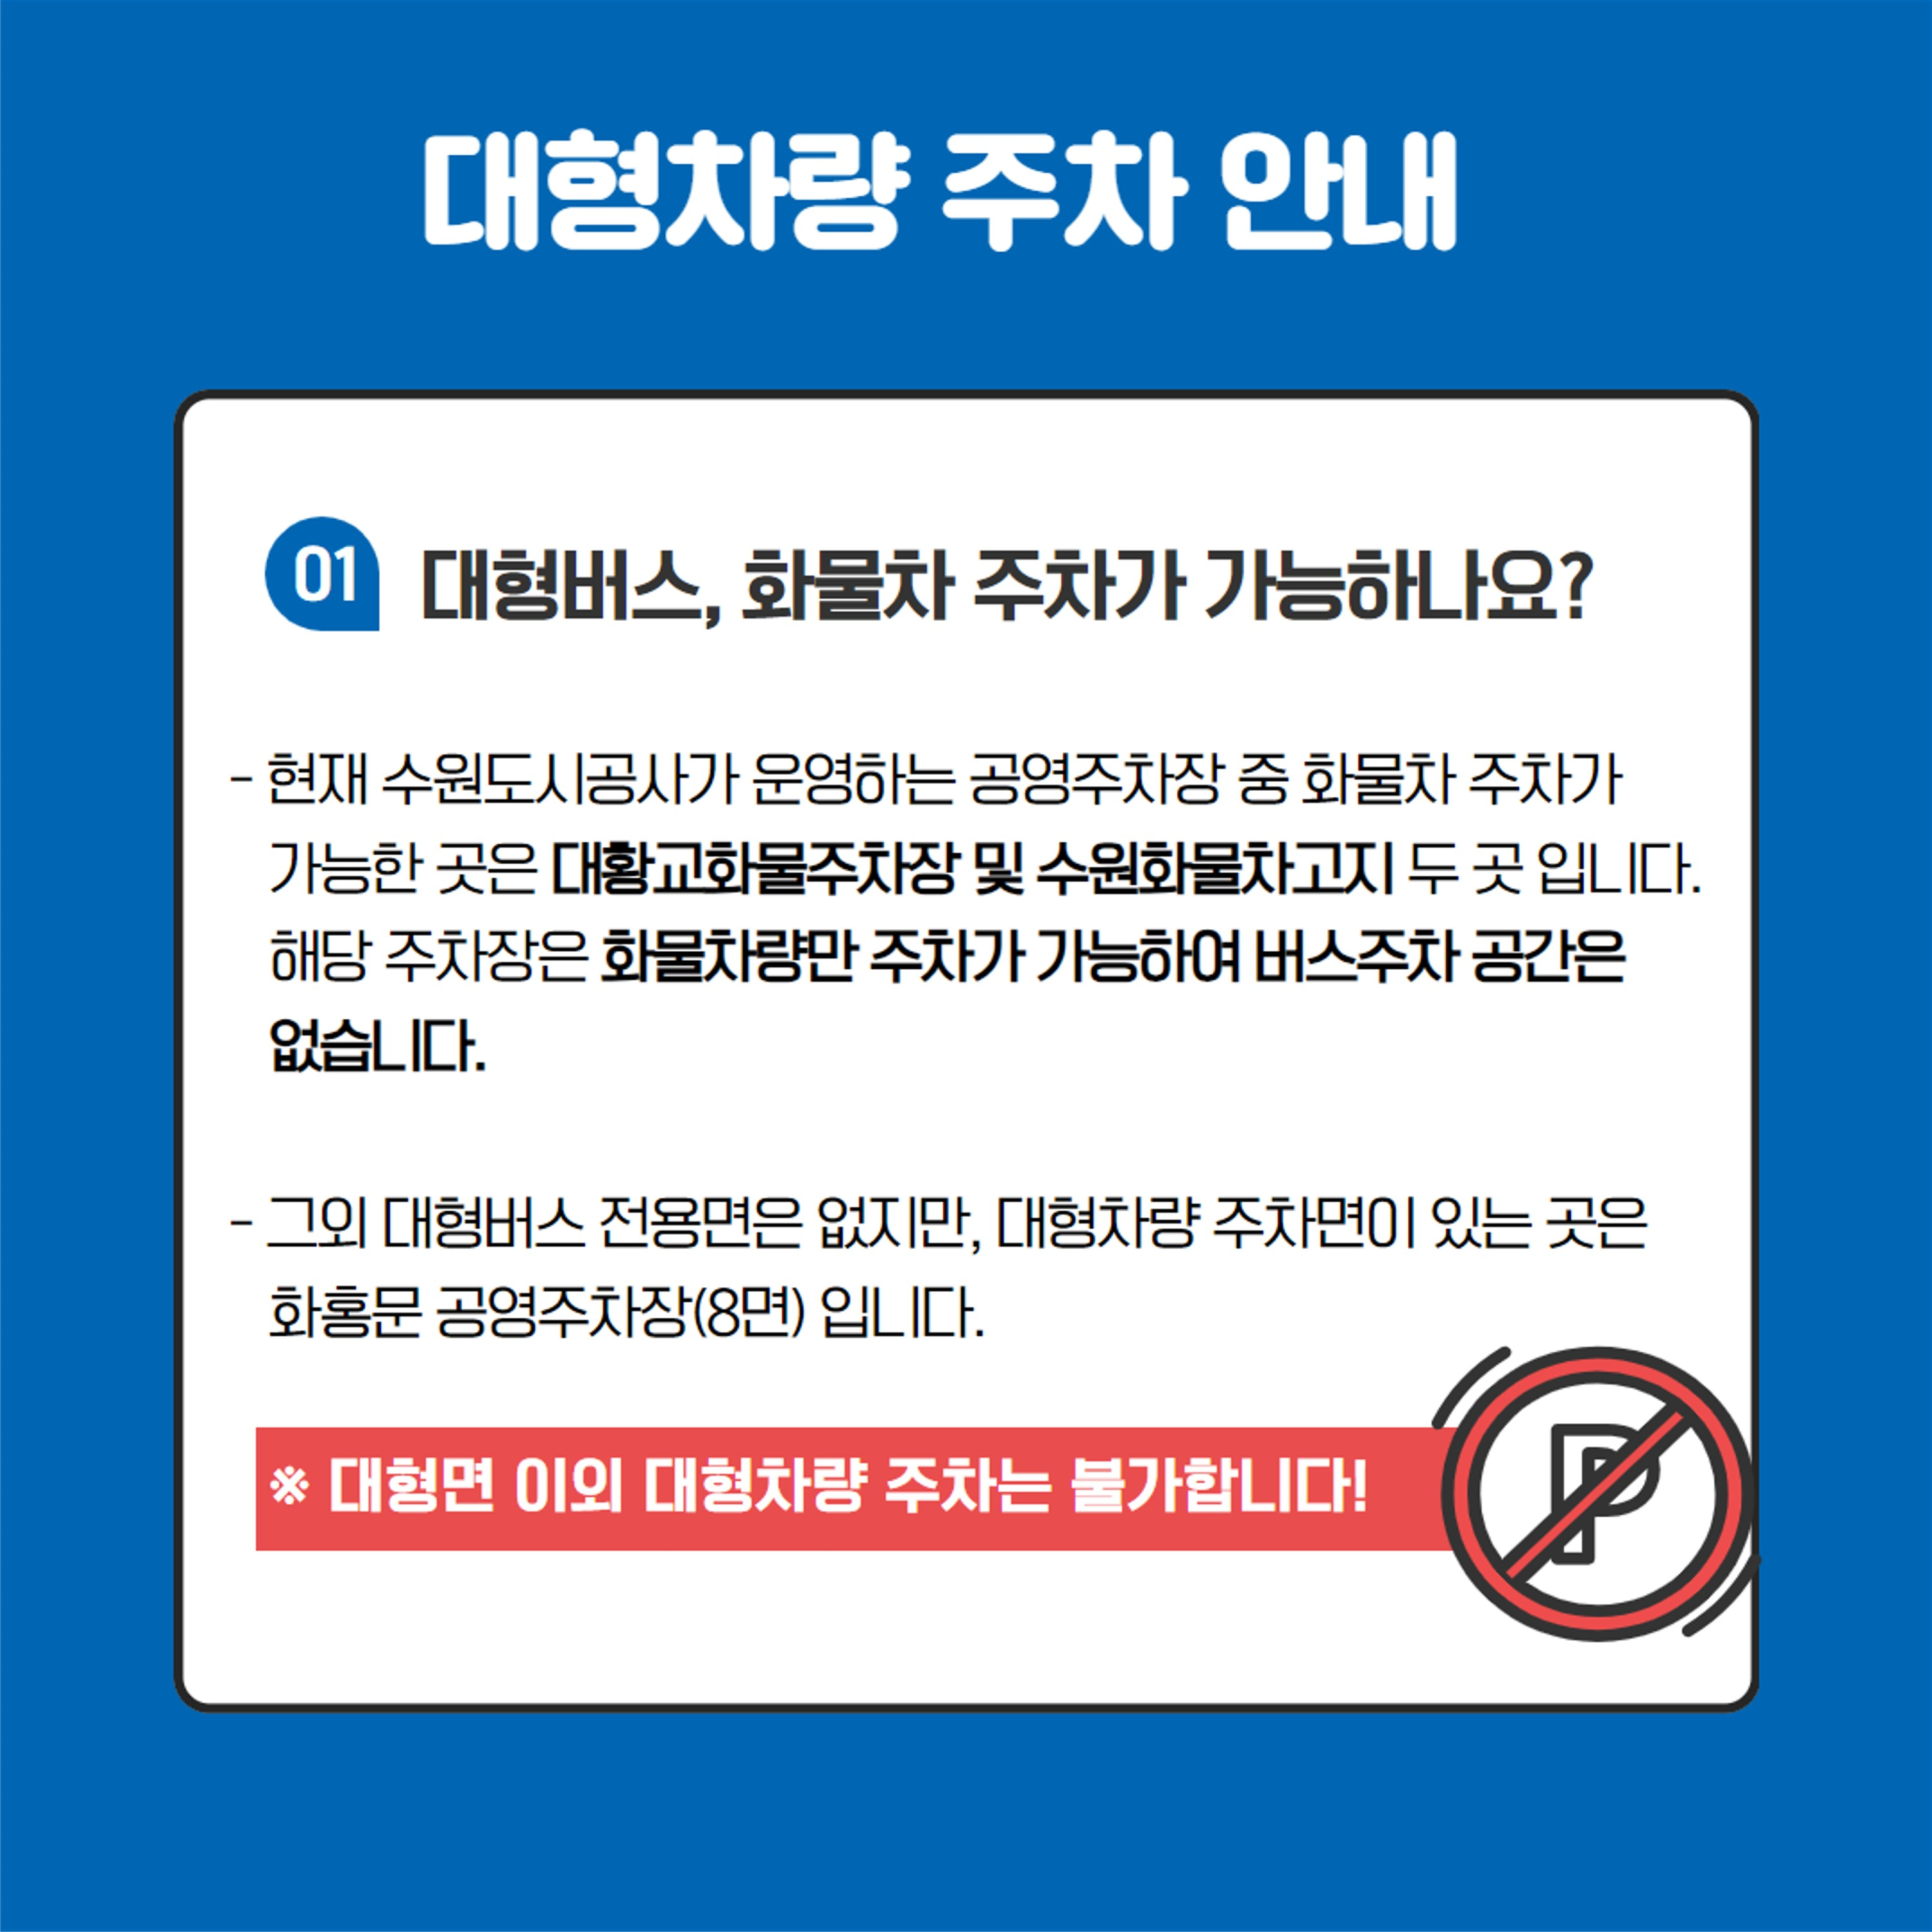 대형차량 주차 안내
01 대형버스, 화물차 주차가 가능하나요?
- 현재 수원도시공사가 운영하는 공영주차장 중 화물차 주차가
가능한 곳은 대황교화물주차장 및 수원화물차고지 두 곳 입니다.
해당 주차장은 화물차량만 주차가 가능하여 버스주차 공간은
없습니다.
- 그외 대형버스 전용면은 없지만, 대형차량 주차면이 있는 곳은
화홍문 공영주차장(8면) 입니다.
※ 대형면 이외 대형차량 주차는 불가합니다!
P